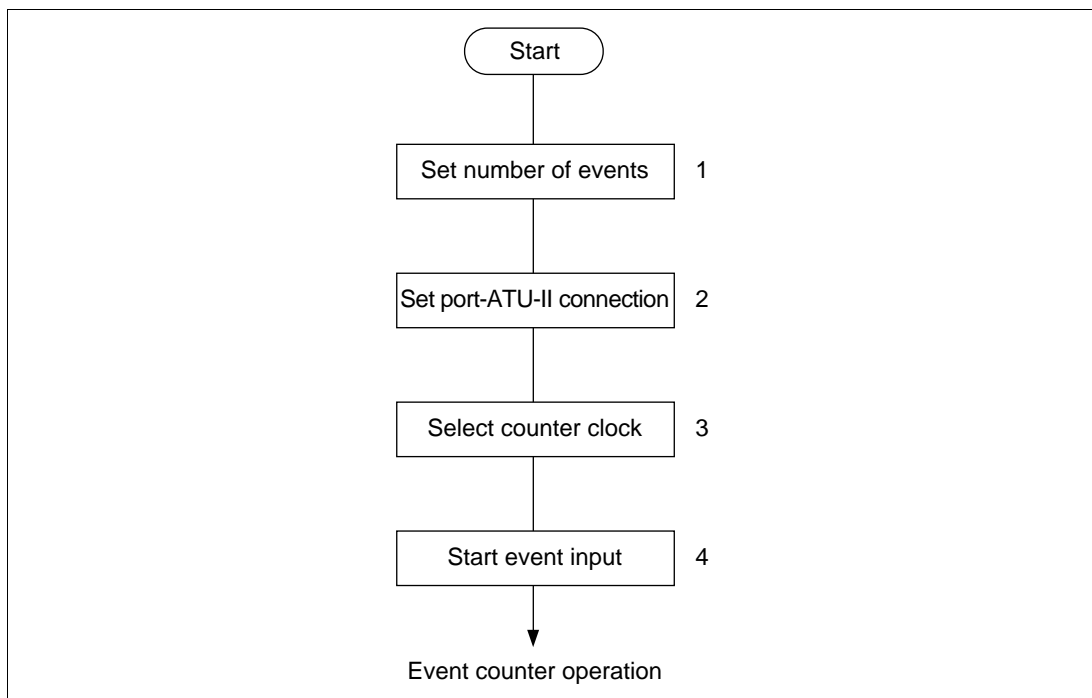 Start
Set number of events 1
Set port-ATU-II connection 2
Select counter clock 3
Start event input 4
Event counter operation